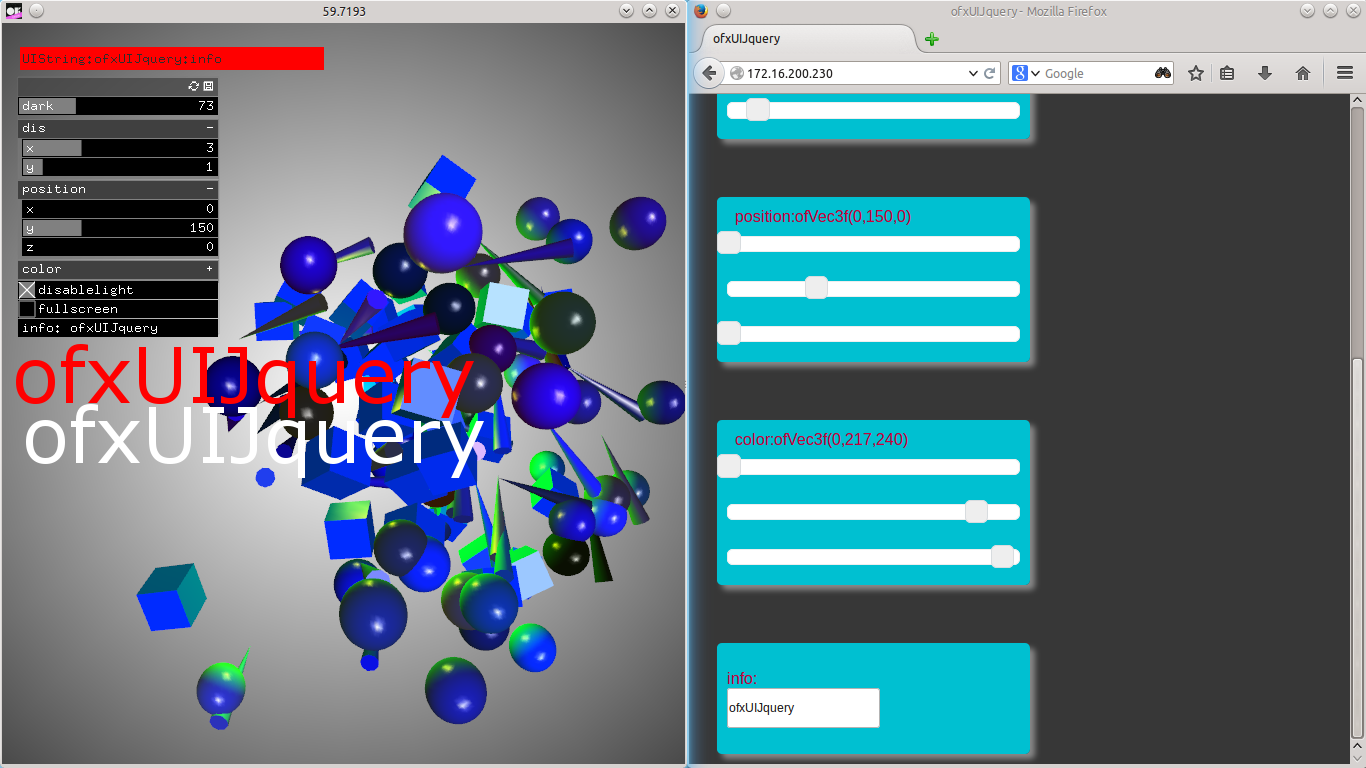 59.7193
UIString:ofxUIJquery:info
dark 73
dis -
x 3
y 1
position -
x 0
y 150
z 0
color +
disablelight
fullscreen
info: ofxUIJquery
ofxUIJquery
ofxUIJquery
ofxUIJquery - Mozilla Firefox
ofxUIJquery
172.16.200.230
Google
position:ofVec3f(0,150,0)
color:ofVec3f(0,217,240)
info:
ofxUIJquery